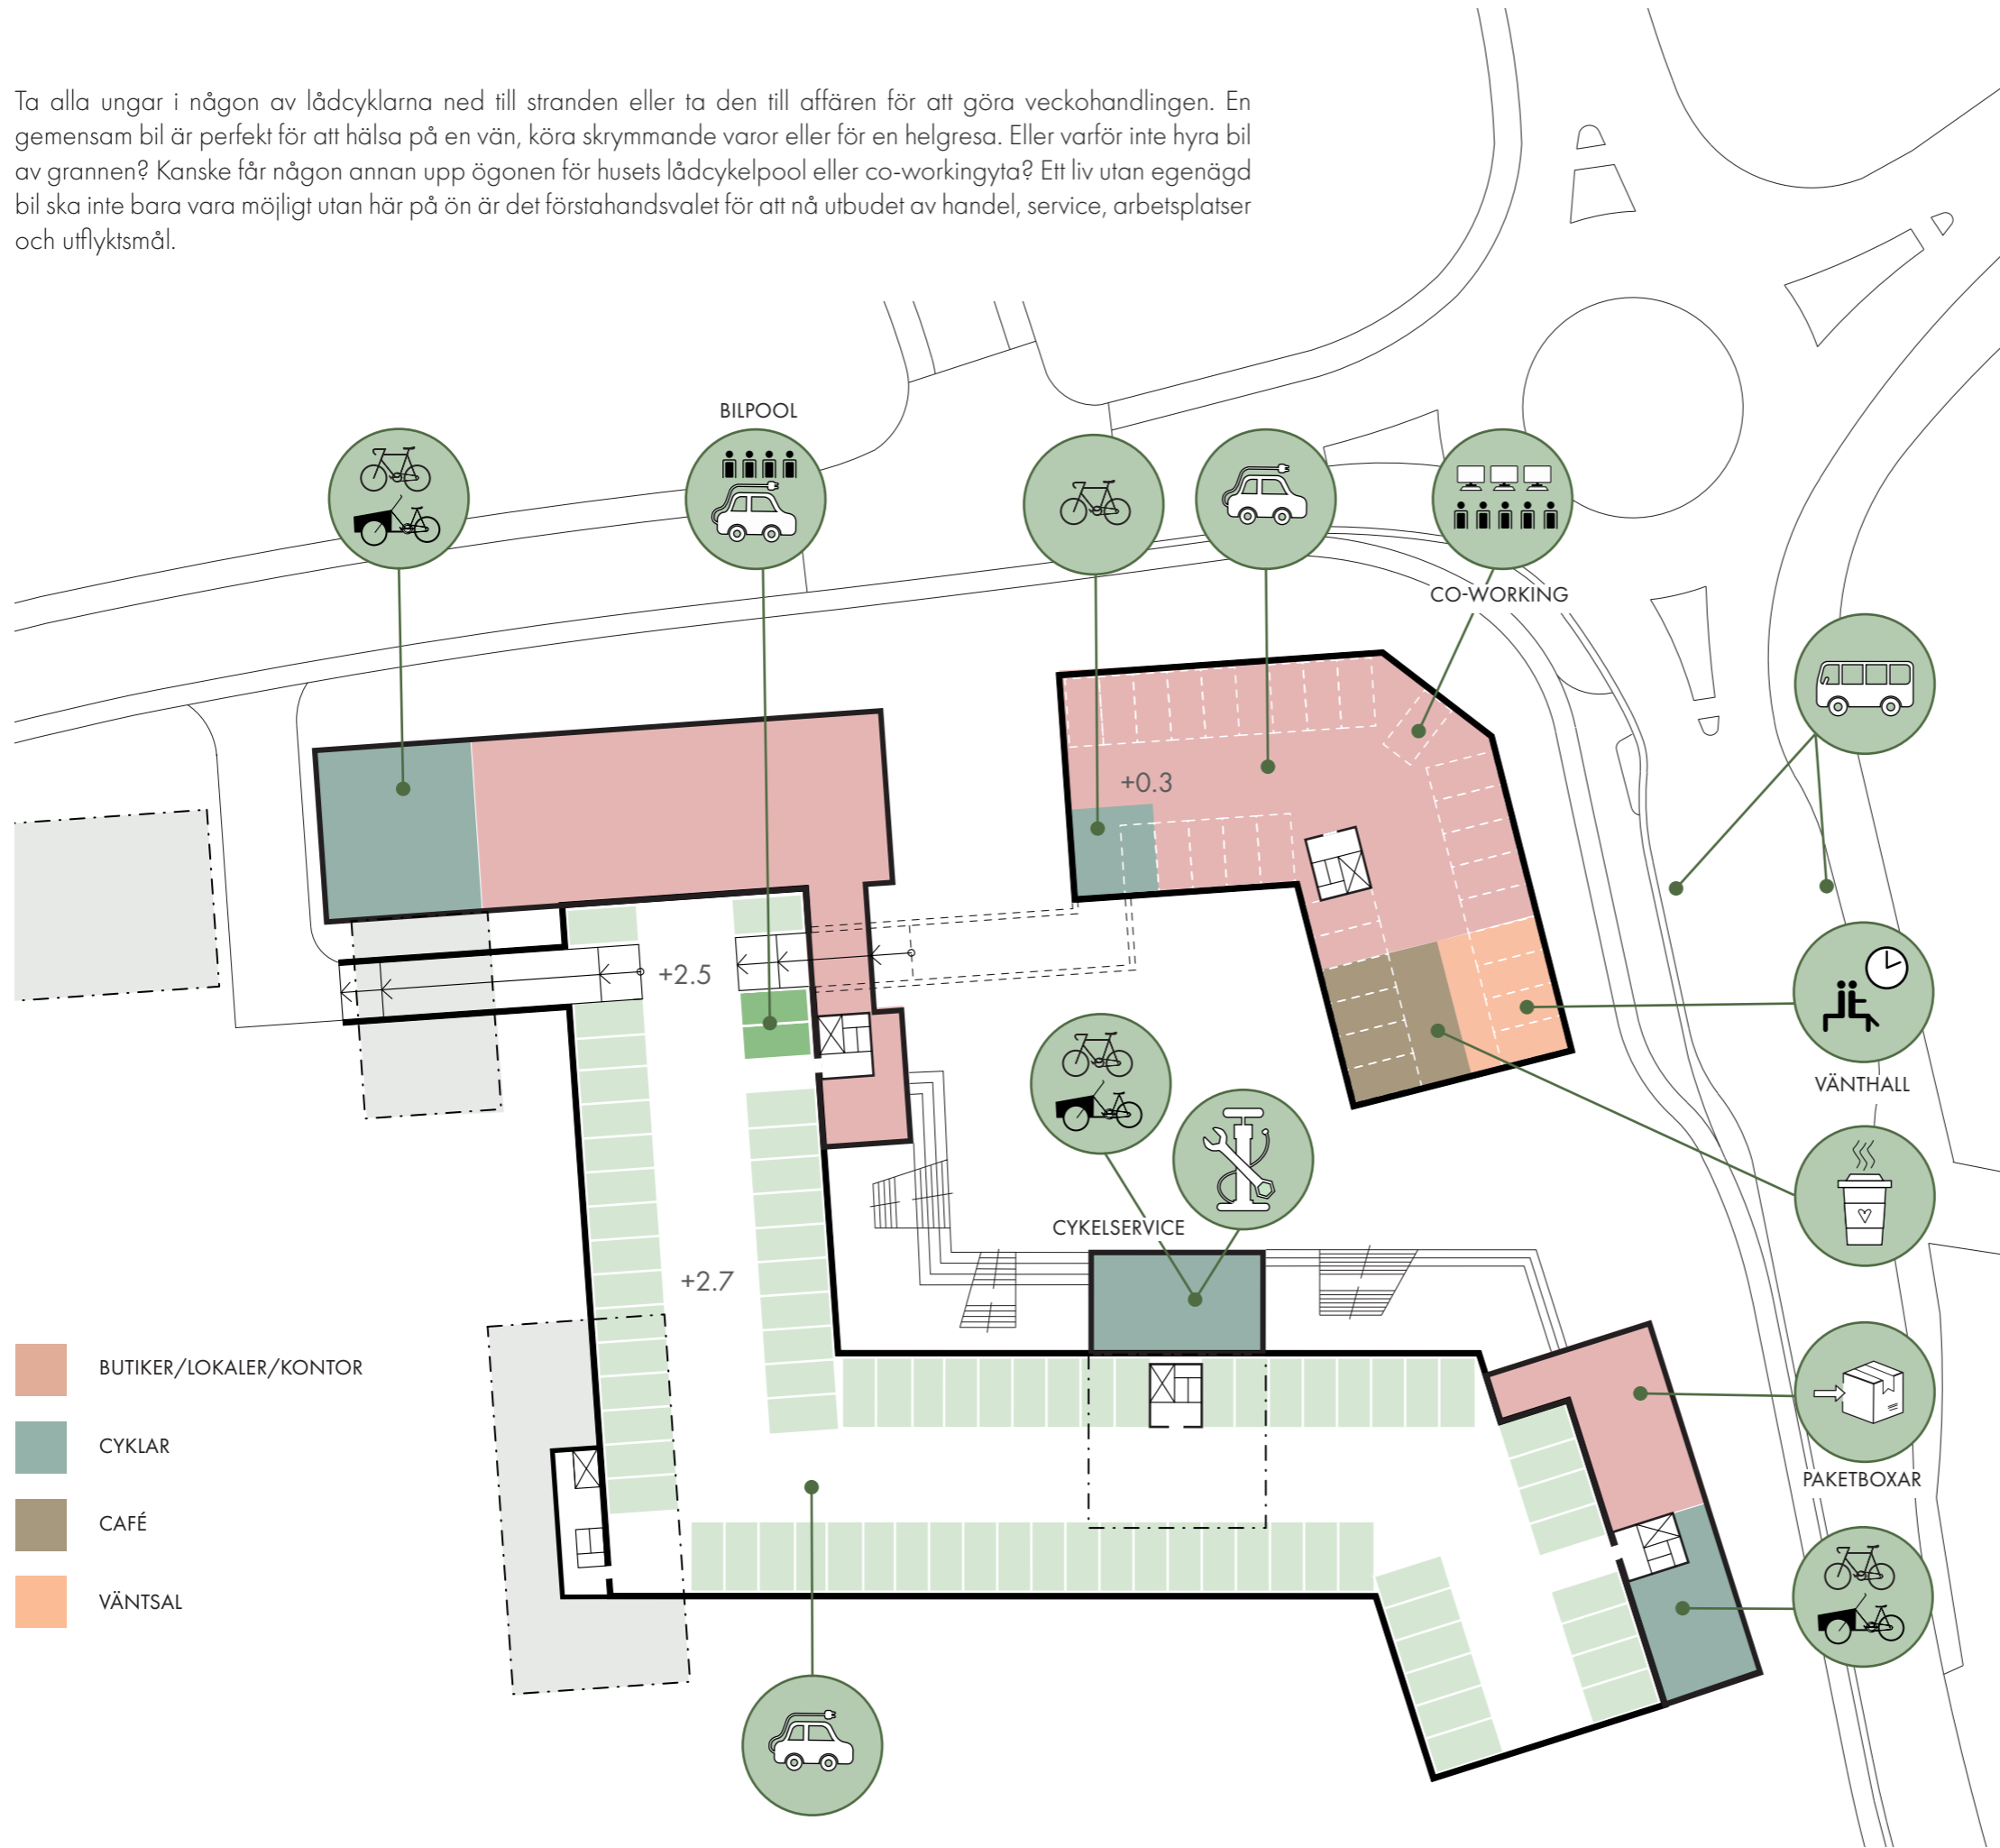 Ta alla ungar i någon av lådcyklarna ned till stranden eller ta den till affären för att göra veckohandlingen. En
gemensam bil är perfekt för att hälsa på en vän, köra skrymmande varor eller för en helgresa. Eller varför inte hyra bil
av grannen? Kanske får någon annan upp ögonen för husets lådcykelpool eller co-workingyta? Ett liv utan egenägd
bil ska inte bara vara möjligt utan här på ön är det förstahandsvalet för att nå utbudet av handel, service, arbetsplatser
och utflyktsmål.
BILPOOL
CO-WORKING
+0.3
+2.5
VÄNTHALL
CYKELSERVICE
+2.7
BUTIKER/LOKALER/KONTOR
CYKLAR
PAKETBOXAR
CAFÉ
VÄNTSAL